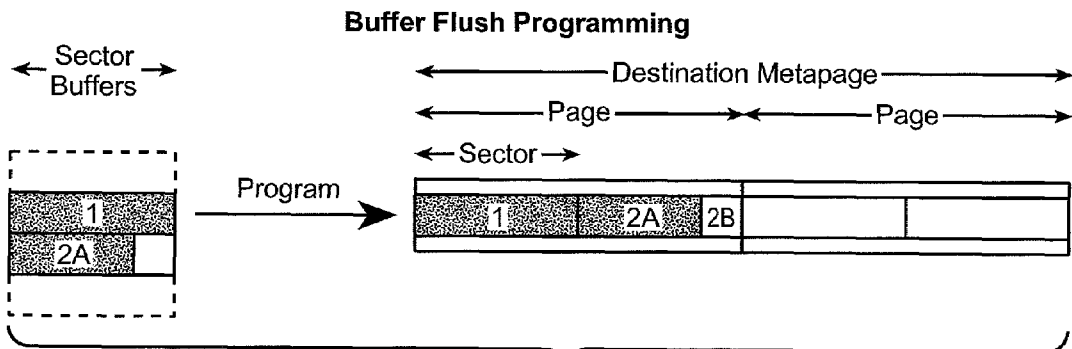 Buffer Flush Programming
Sector
Buffers
Destination Metapage
Page
Page
Sector
Program
1
2A
1
2A
2B